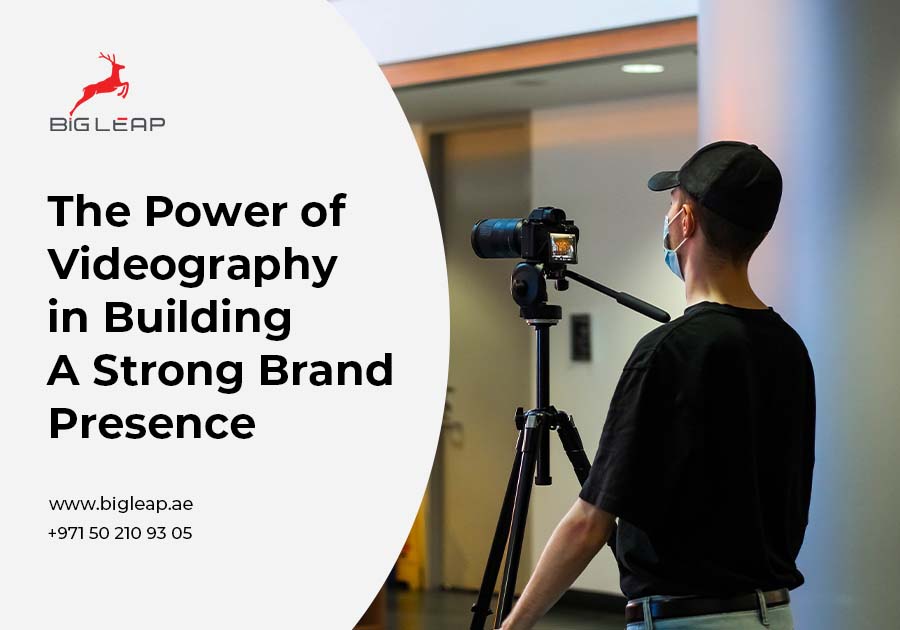 BiG LEAP
The Power of
Videography
in Building
A Strong Brand
Presence
www.bigleap.ae
+971 50 210 93 05